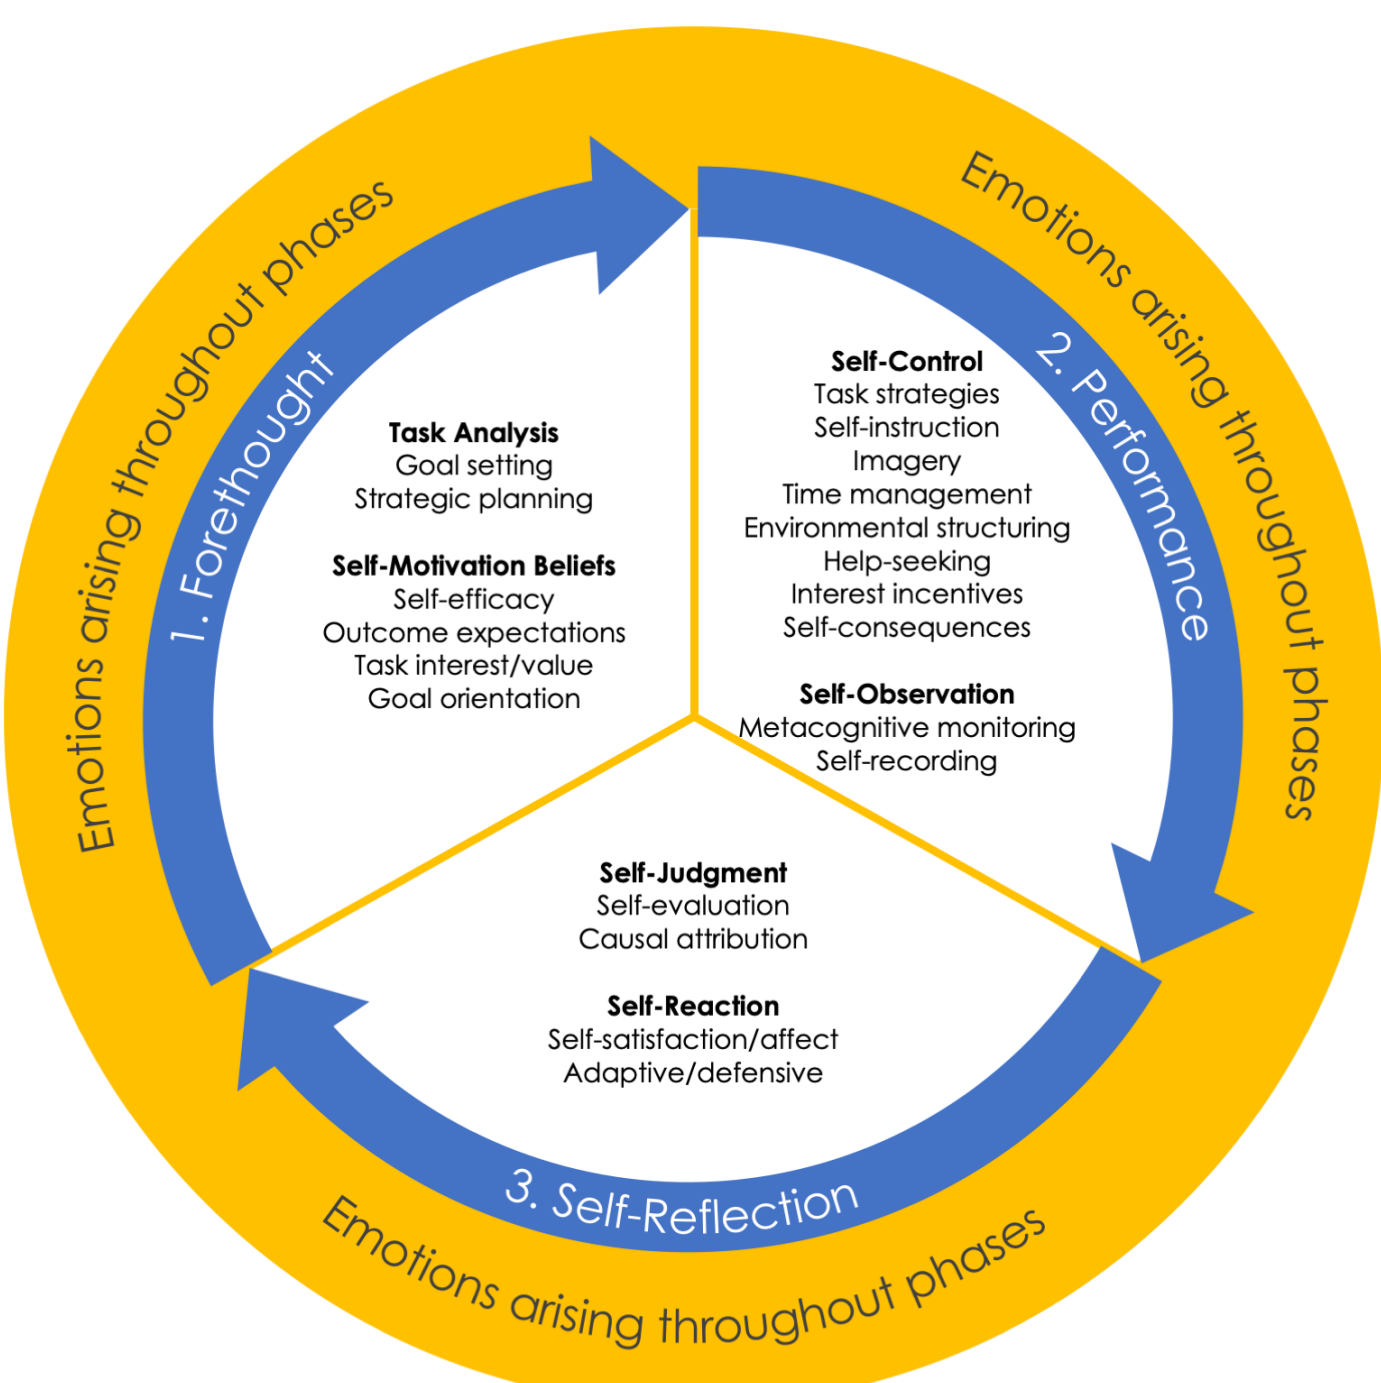 Emotions arising throughout phases
1. Forethought
Task Analysis
Goal setting
Strategic planning
Self-Motivation Beliefs
Self-efficacy
Outcome expectations
Task interest/value
Goal orientation
Emotions arising throughout phases
2. Performance
Self-Control
Task strategies
Self-instruction
Imagery
Time management
Environmental structuring
Help-seeking
Interest incentives
Self-consequences
Self-Observation
Metacognitive monitoring
Self-recording
Self-Judgment
Self-evaluation
Causal attribution
Self-Reaction
Self-satisfaction/affect
Adaptive/defensive
3. Self-Reflection
Emotions arising throughout phases